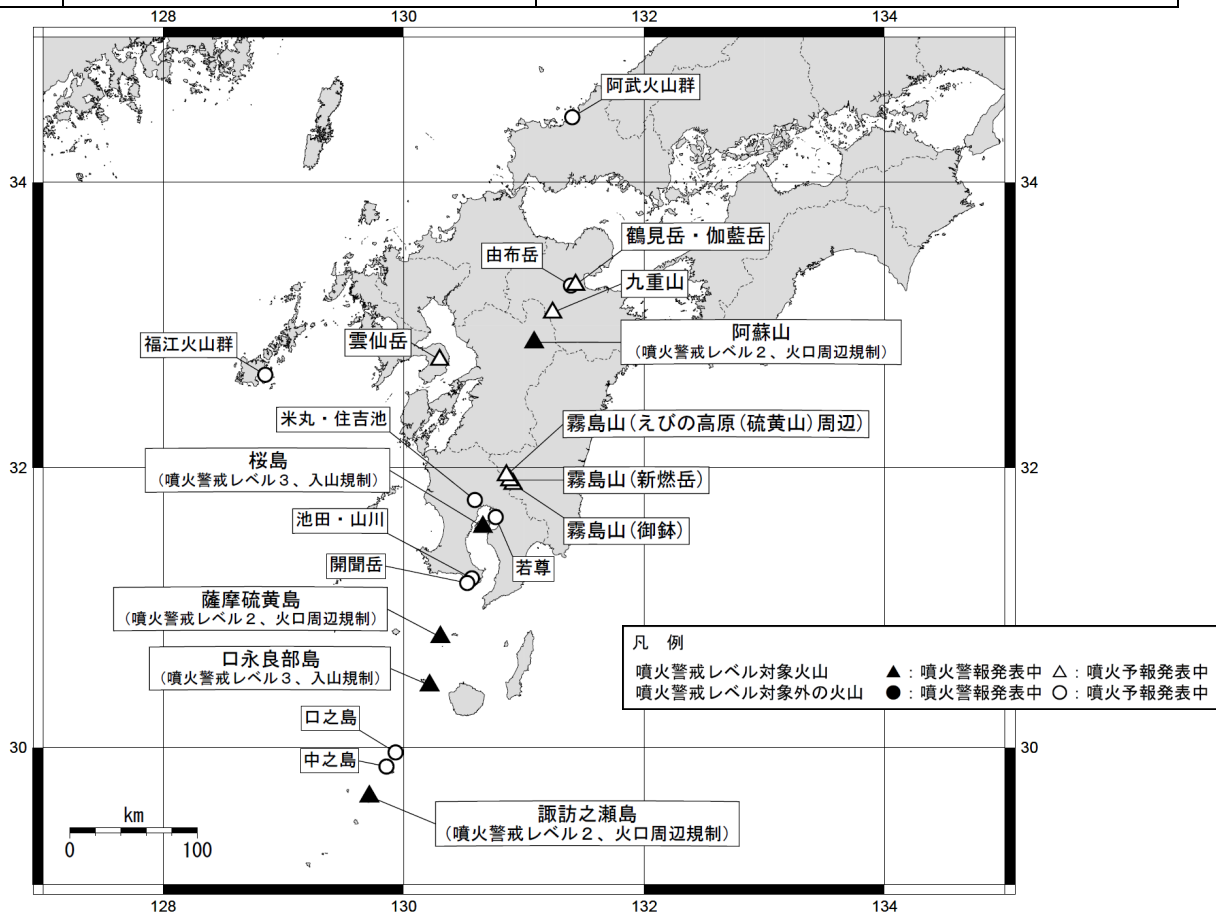 128
130
132
134
阿武火山群
34
34
鶴見岳・伽藍岳
由布岳
九重山
阿蘇山
(噴火警戒レベル2、火口周辺規制)
雲仙岳
福江火山群
米丸・住吉池
霧島山(えびの高原(硫黄山)周辺)
桜島
(噴火警戒レベル3、入山規制)
32
32
霧島山(新燃岳)
池田・山川
霧島山(御鉢)
開聞岳
若尊
薩摩硫黄島
(噴火警戒レベル2、火口周辺規制)
口永良部島
(噴火警戒レベル3、入山規制)
凡 例
噴火警戒レベル対象火山 ▲:噴火警報発表中 △:噴火予報発表中
噴火警戒レベル対象外の火山 ●:噴火警報発表中 ○:噴火予報発表中
口之島
30
30
中之島
諏訪之瀬島
(噴火警戒レベル2、火口周辺規制)
km
0 100
128
130
132
134